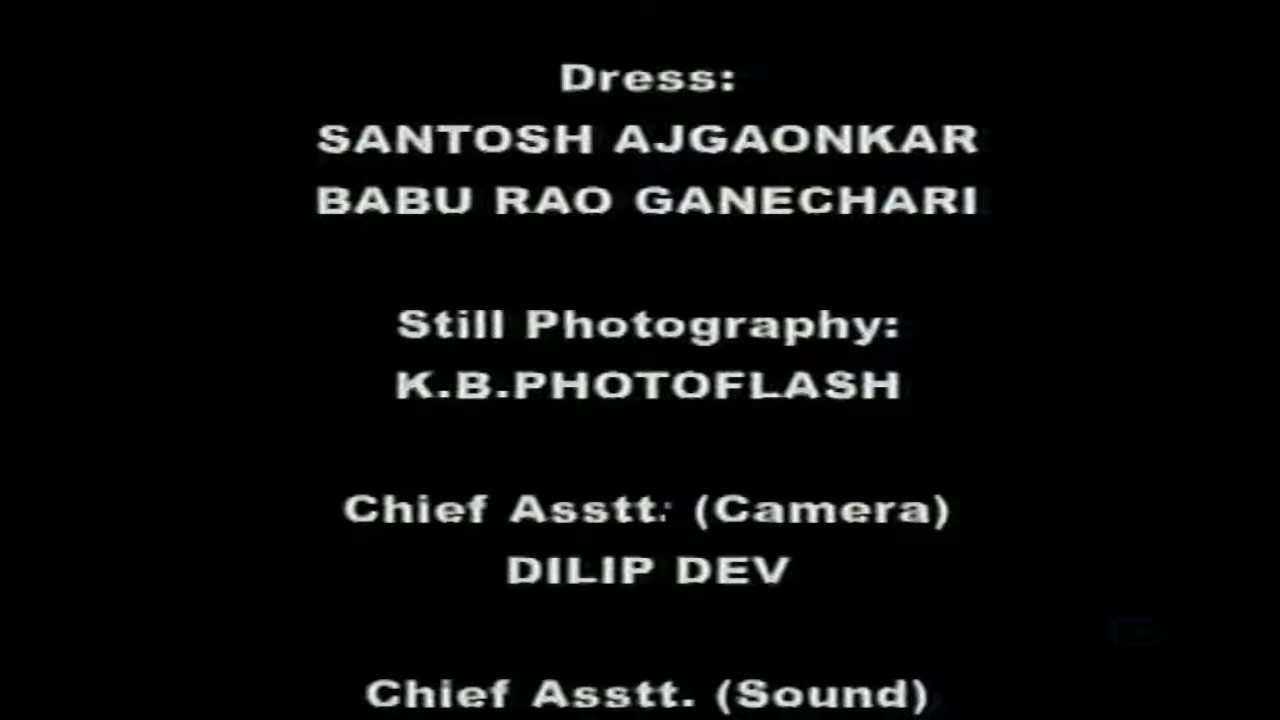 Dress:
SANTOSH AJGAONKAR
BABU RAO GANECHARI
Still Photography:
K.B.PHOTOFLASH
Chief Asstt. (Camera)
DILIP DEV
Chief Asstt. (Sound)